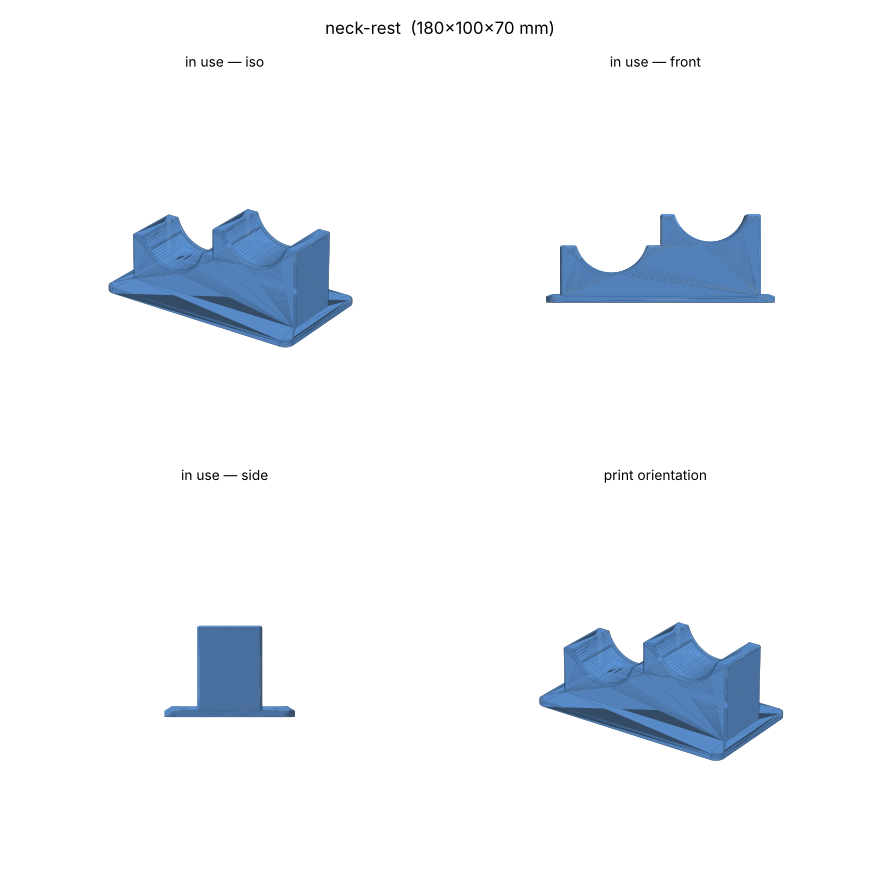 neck-rest (180×100×70 mm)
in use — iso
in use — front
in use — side
print orientation